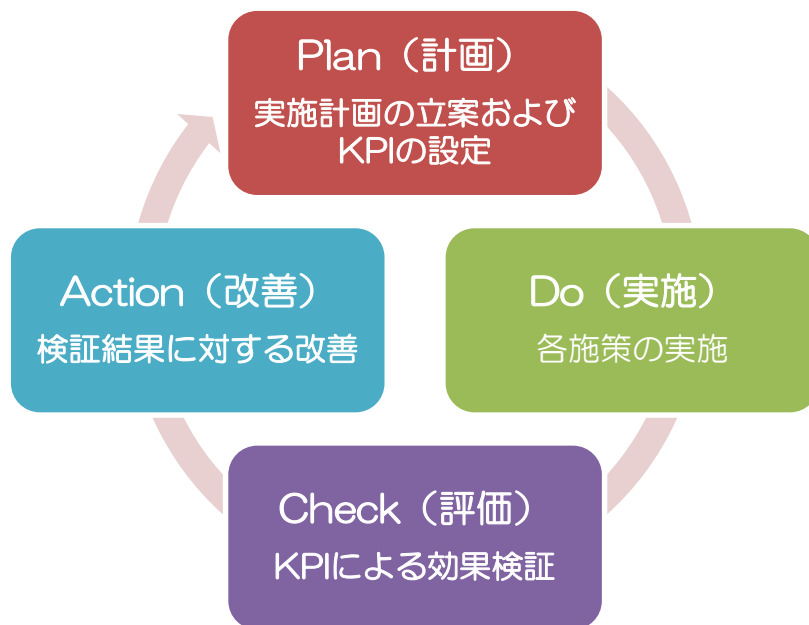 Plan（計画）
実施計画の立案および
KPIの設定
Do（実施）
各施策の実施
Check（評価）
KPIによる効果検証
Action（改善）
検証結果に対する改善